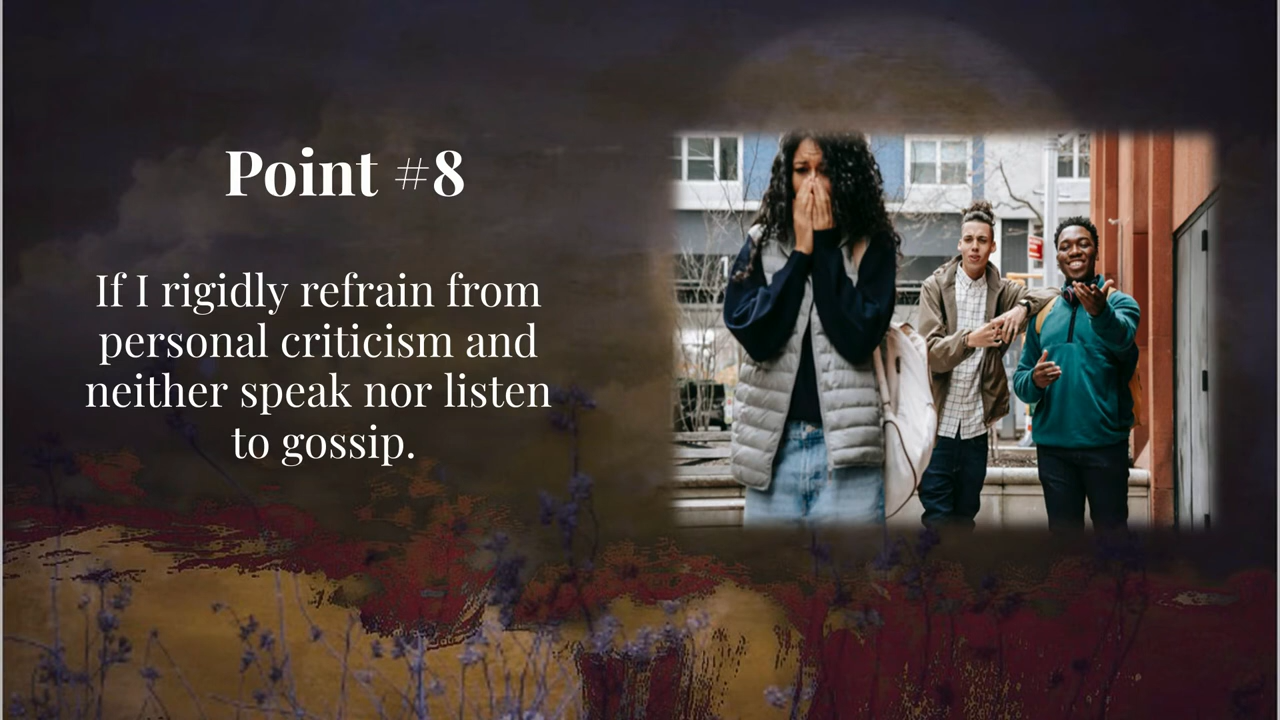 Point #8
If I rigidly refrain from
personal criticism and
neither speak nor listen
to gossip.